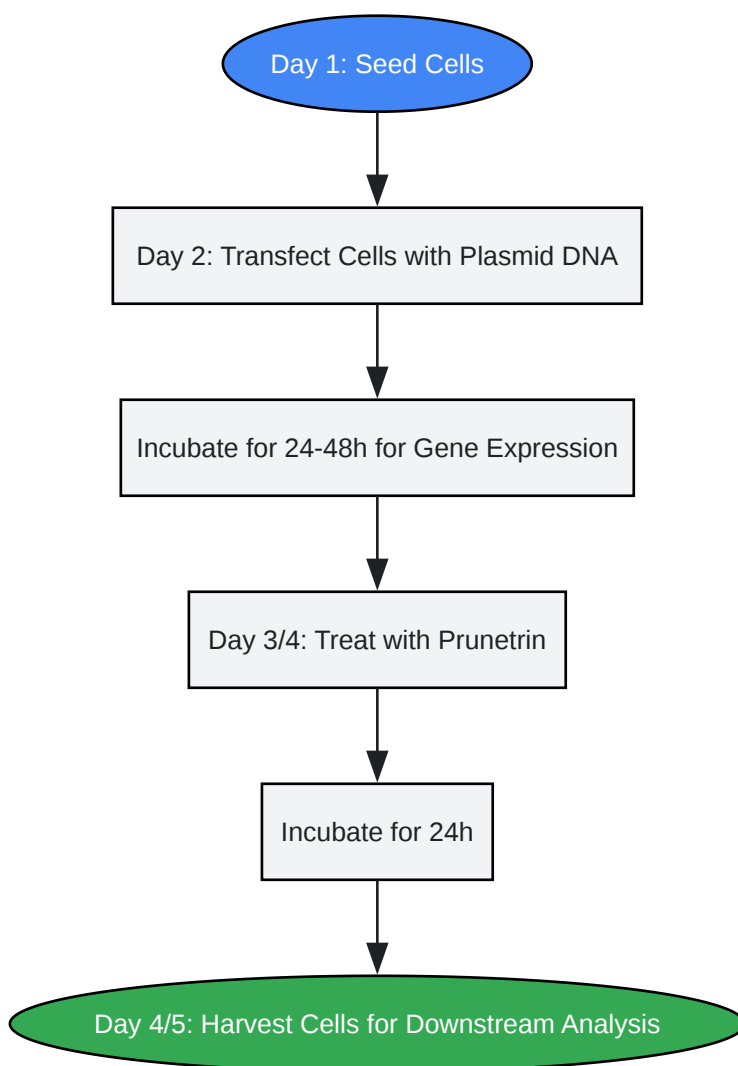 Day 1: Seed Cells
Day 2: Transfect Cells with Plasmid DNA
Incubate for 24-48h for Gene Expression
Day 3/4: Treat with Prunetrin
Incubate for 24h
Day 4/5: Harvest Cells for Downstream Analysis